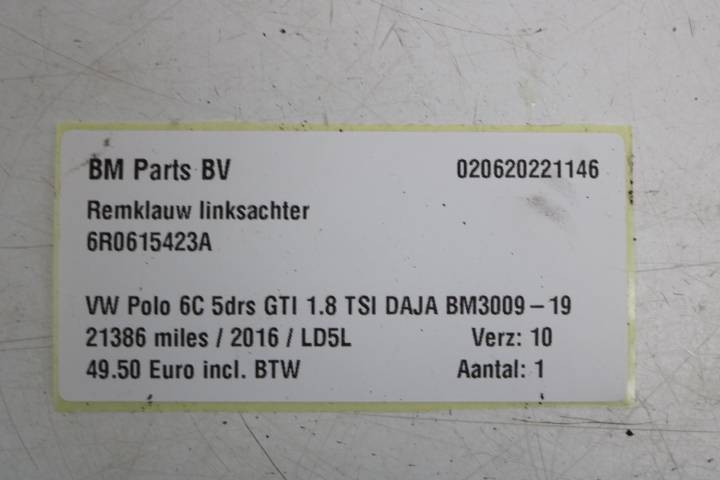 BM Parts BV 020620221146
Remklauw linksachter
6R0615423A
VW Polo 6C 5drs GTI 1.8 TSI DAJA BM3009-19
21386 miles / 2016 / LD5L Verz: 10
49.50 Euro incl. BTW Aantal: 1